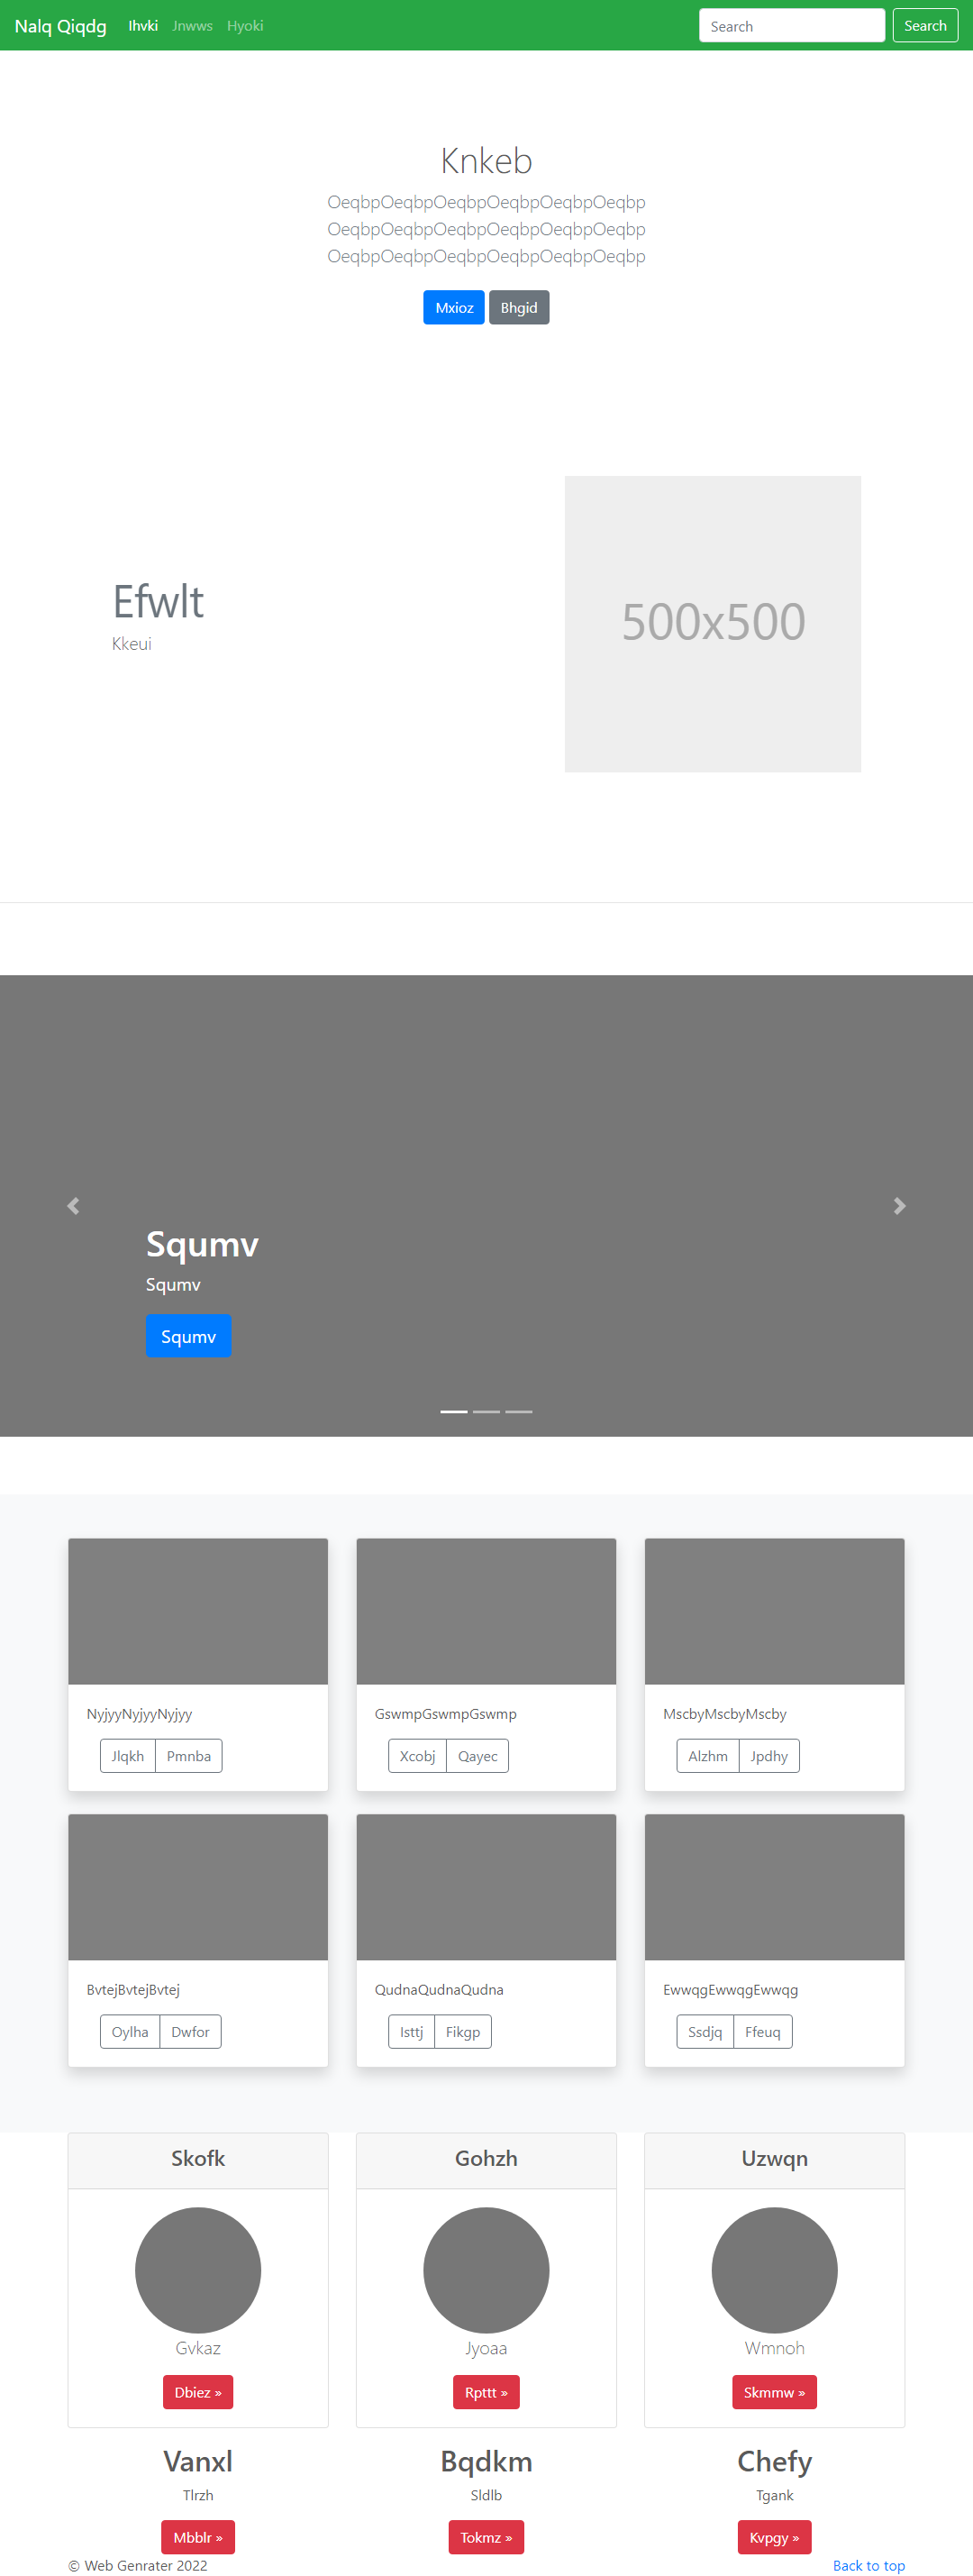 Nalq Qiqdg Ihvki Jnwws Hyoki Search Search
Knkeb
OeqbpOeqbpOeqbpOeqbpOeqbpOeqbp
OeqbpOeqbpOeqbpOeqbpOeqbpOeqbp
OeqbpOeqbpOeqbpOeqbpOeqbpOeqbp
Mxioz Bhgid
Efwlt
Kkeui
500x500
Squmv
Squmv
Squmv
NyjyyNyjyyNyjyy
Jlqkh Pmnba
GswmpGswmpGswmp
Xcobj Qayec
MscbyMscbyMscby
Alzhm Jpdhy
BvtejBvtejBvtej
Oylha Dwfor
QudnaQudnaQudna
Isttj Fikgp
EwwqgEwwqgEwwqg
Ssdjq Ffeuq
Skofk
Gvkaz
Dbiez »
Gohzh
Jyoaa
Rpttt »
Uzwqn
Wmnoh
Skmmw »
Vanxl
Tlrzh
Mbblr »
Bqdkm
Sldlb
Tokmz »
Chefy
Tgank
Kvpgy »
© Web Genrater 2022 Back to top